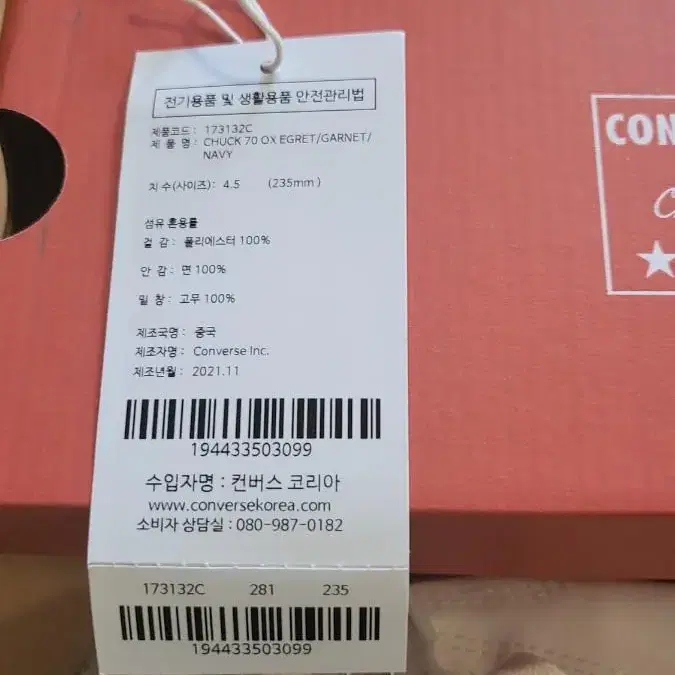 전기용품 및 생활용품 안전관리법
제품코드 : 173132C
제 품 명 : CHUCK 70 OX EGRET/GARNET/
NAVY
치 수(사이즈) : 4.5 (235mm)
섬유 혼용률
겉 감 : 폴리에스터 100%
안 감 : 면 100%
밑 창 : 고무 100%
제조국명 : 중국
제조자명 : Converse Inc.
제조년월 : 2021.11
194433503099
수입자명 : 컨버스 코리아
www.conversekorea.com
소비자 상담실 : 080-987-0182
173132C 281 235
194433503099
CON